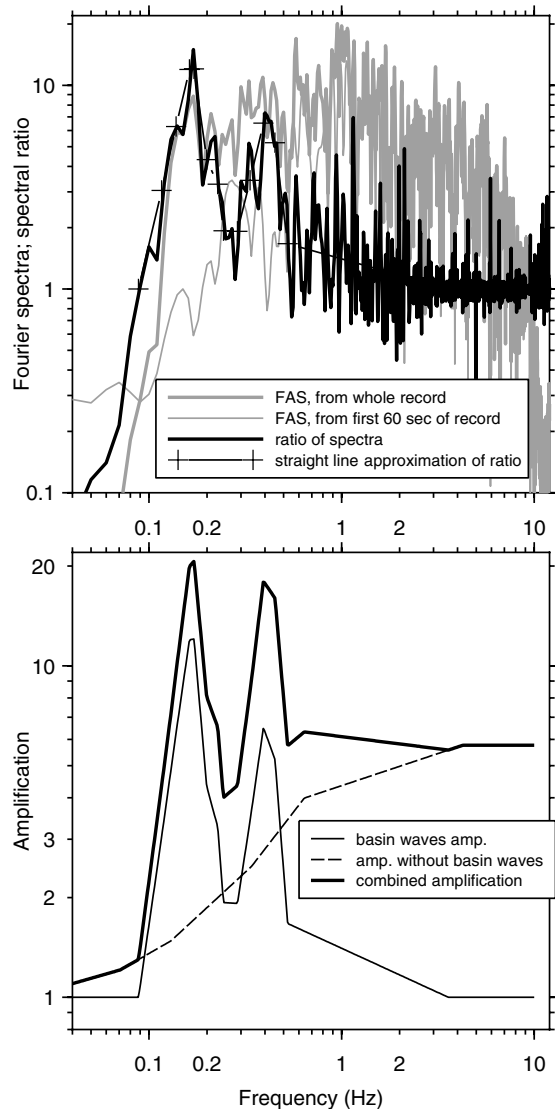 10
1
0.1
Fourier spectra; spectral ratio
FAS, from whole record
FAS, from first 60 sec of record
ratio of spectra
straight line approximation of ratio
0.1 0.2 1 2 10
20
10
3
2
1
Amplification
basin waves amp.
amp. without basin waves
combined amplification
0.1 0.2 1 2 10
Frequency (Hz)